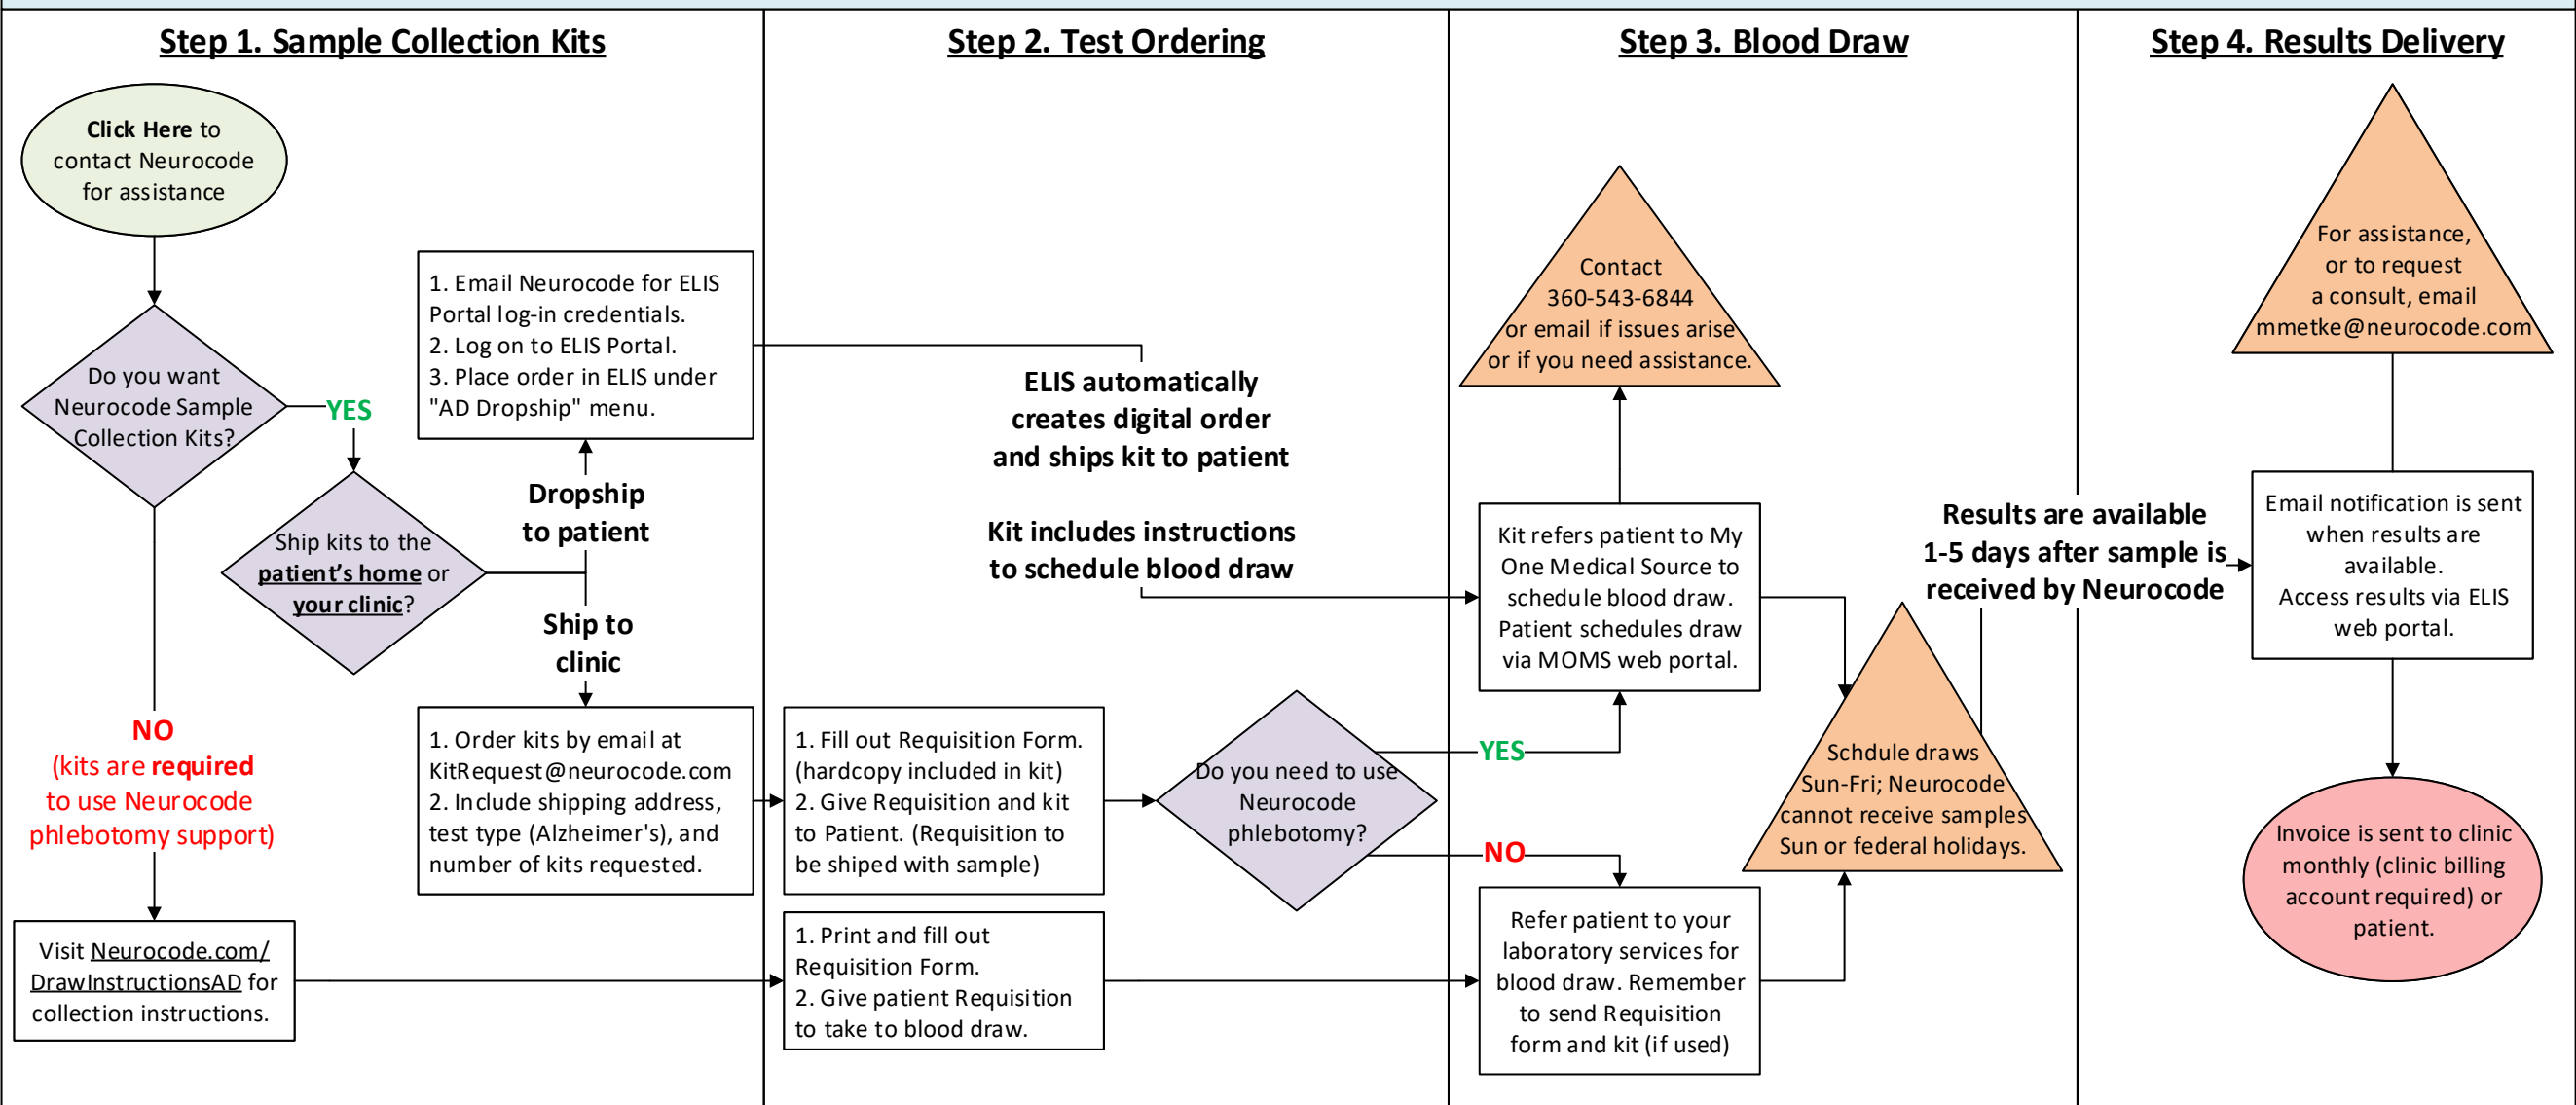 Step 1. Sample Collection Kits
Click Here to
contact Neurocode
for assistance
Do you want
Neurocode Sample
Collection Kits?
YES
NO
(kits are required
to use Neurocode
phlebotomy support)
Visit Neurocode.com/
DrawInstructionsAD for
collection instructions.
Ship kits to the
patient’s home or
your clinic?
Dropship
to patient
1. Email Neurocode for ELIS
Portal log-in credentials.
2. Log on to ELIS Portal.
3. Place order in ELIS under
"AD Dropship" menu.
Ship to
clinic
1. Order kits by email at
KitRequest@neurocode.com
2. Include shipping address,
test type (Alzheimer's), and
number of kits requested.
Step 2. Test Ordering
ELIS automatically
creates digital order
and ships kit to patient
Kit includes instructions
to schedule blood draw
1. Fill out Requisition Form.
(hardcopy included in kit)
2. Give Requisition and kit
to Patient. (Requisition to
be shiped with sample)
Do you need to use
Neurocode
phlebotomy?
1. Print and fill out
Requisition Form.
2. Give patient Requisition
to take to blood draw.
Step 3. Blood Draw
Contact
360-543-6844
or email if issues arise
or if you need assistance.
Kit refers patient to My
One Medical Source to
schedule blood draw.
Patient schedules draw
via MOMS web portal.
YES
NO
Refer patient to your
laboratory services for
blood draw. Remember
to send Requisition
form and kit (if used)
Schdule draws
Sun-Fri; Neurocode
cannot receive samples
Sun or federal holidays.
Results are available
1-5 days after sample is
received by Neurocode
Step 4. Results Delivery
For assistance,
or to request
a consult, email
mmetke@neurocode.com
Email notification is sent
when results are
available.
Access results via ELIS
web portal.
Invoice is sent to clinic
monthly (clinic billing
account required) or
patient.